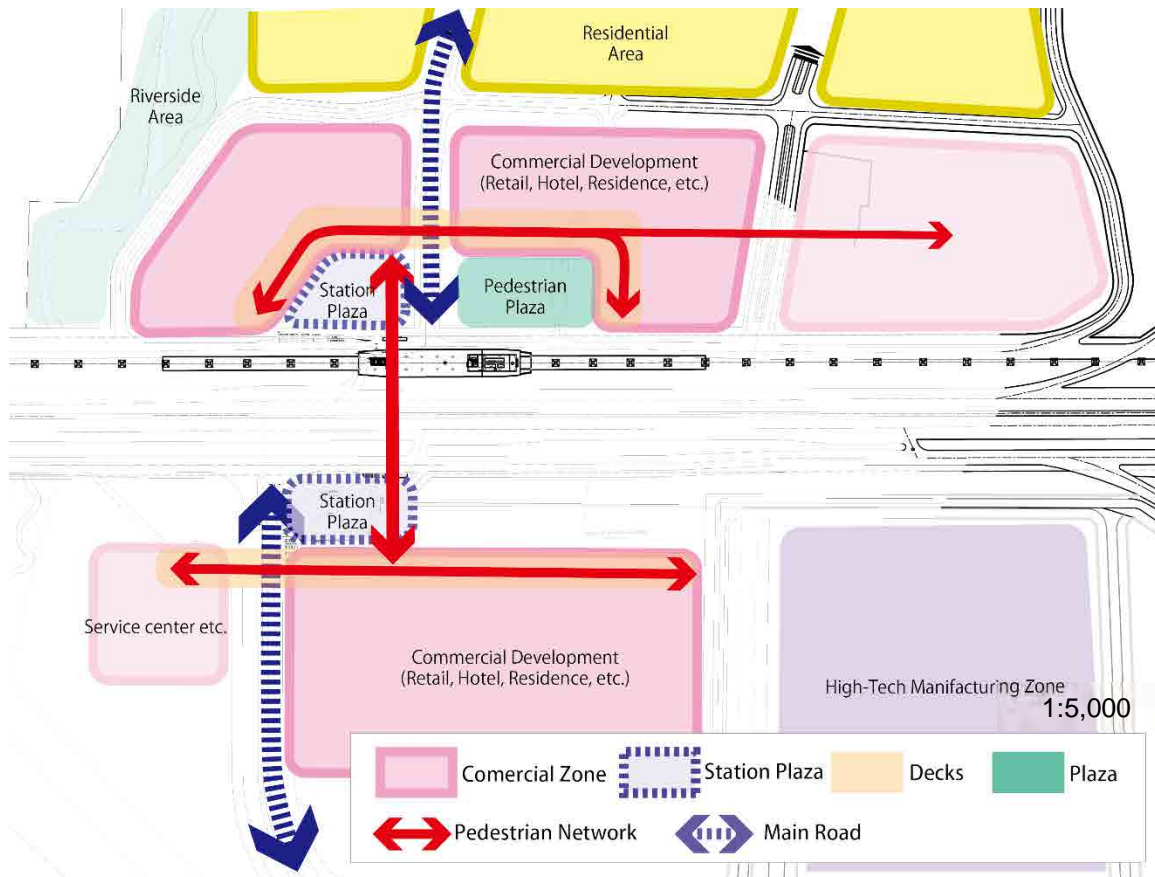 Residential
Area
Riverside
Area
Commercial Development
(Retail, Hotel, Residence, etc.)
Station
Plaza
Pedestrian
Plaza
Station
Plaza
Service center etc.
Commercial Development
(Retail, Hotel, Residence, etc.)
High-Tech Manifacturing Zone
1:5,000
Comercial Zone
Station Plaza
Decks
Plaza
Pedestrian Network
Main Road